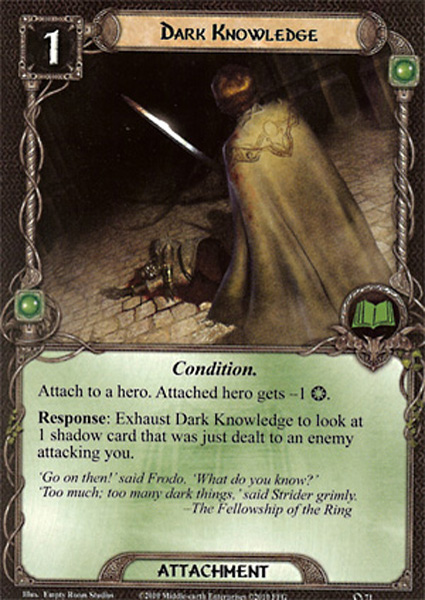 1
DARK KNOWLEDGE
Condition.
Attach to a hero. Attached hero gets –1 .
Response: Exhaust Dark Knowledge to look at
1 shadow card that was just dealt to an enemy
attacking you.
'Go on then!' said Frodo. 'What do you know?'
'Too much; too many dark things,' said Strider grimly.
–The Fellowship of the Ring
ATTACHMENT
Illus. Empty Room Studios ©2010 Middle-earth Enterprises ©2010 FFG 71